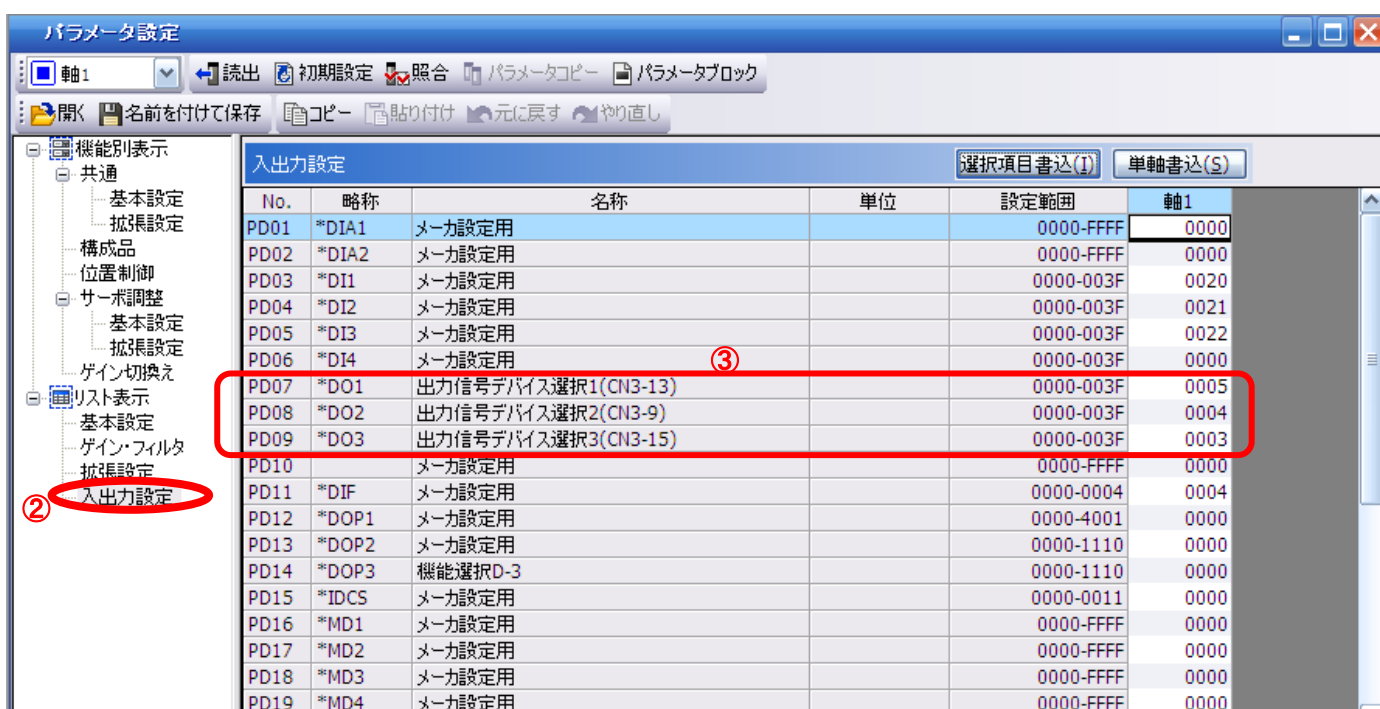 パラメータ設定
軸1 読出 初期設定 照合 パラメータコピー パラメータブロック
開く 名前を付けて保存 コピー 貼り付け 元に戻す やり直し
機能別表示
共通
基本設定
拡張設定
構成品
位置制御
サーボ調整
基本設定
拡張設定
ゲイン切換え
リスト表示
基本設定
ゲイン・フィルタ
拡張設定
② 入出力設定
入出力設定 選択項目書込(I) 単軸書込(S)
No. 略称 名称 単位 設定範囲 軸1
PD01 *DIA1 メーカ設定用 0000-FFFF 0000
PD02 *DIA2 メーカ設定用 0000-FFFF 0000
PD03 *DI1 メーカ設定用 0000-003F 0020
PD04 *DI2 メーカ設定用 0000-003F 0021
PD05 *DI3 メーカ設定用 0000-003F 0022
PD06 *DI4 メーカ設定用 0000-003F 0000
③
PD07 *DO1 出力信号デバイス選択1(CN3-13) 0000-003F 0005
PD08 *DO2 出力信号デバイス選択2(CN3-9) 0000-003F 0004
PD09 *DO3 出力信号デバイス選択3(CN3-15) 0000-003F 0003
PD10 メーカ設定用 0000-FFFF 0000
PD11 *DIF メーカ設定用 0000-0004 0004
PD12 *DOP1 メーカ設定用 0000-4001 0000
PD13 *DOP2 メーカ設定用 0000-1110 0000
PD14 *DOP3 機能選択D-3 0000-1110 0000
PD15 *IDCS メーカ設定用 0000-0011 0000
PD16 *MD1 メーカ設定用 0000-FFFF 0000
PD17 *MD2 メーカ設定用 0000-FFFF 0000
PD18 *MD3 メーカ設定用 0000-FFFF 0000
PD19 *MD4 メーカ設定用 0000-FFFF 0000